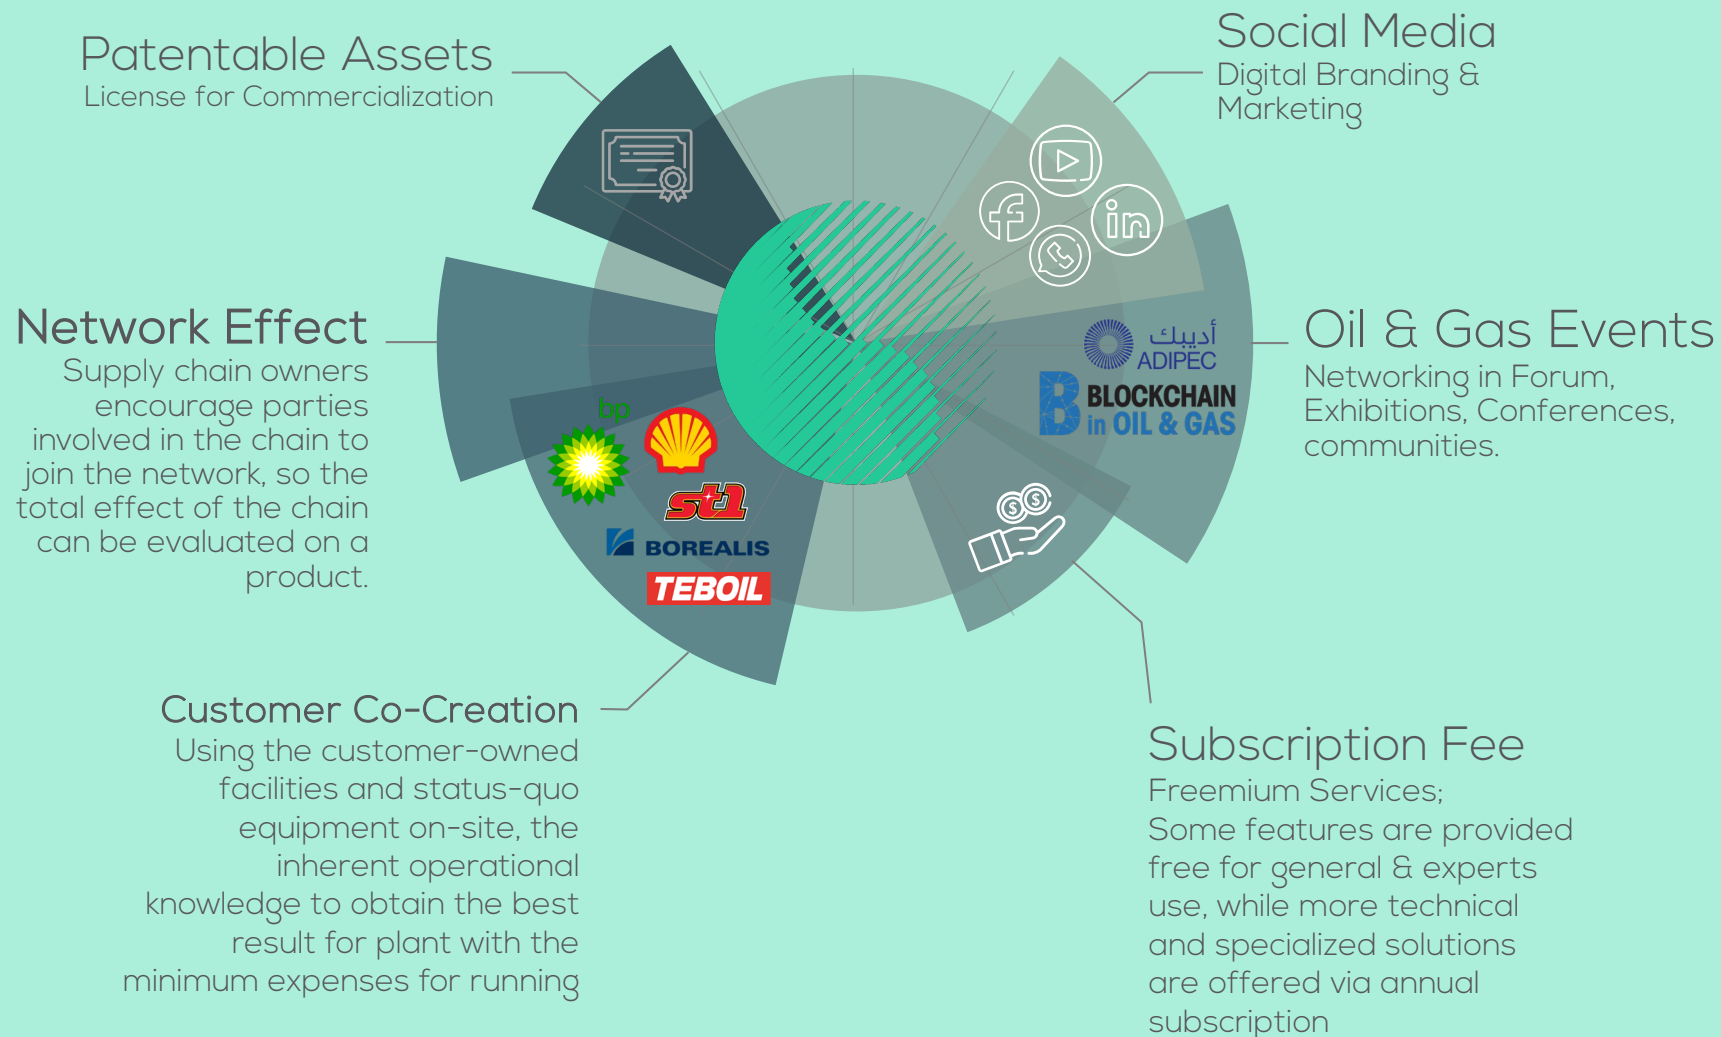 Patentable Assets
License for Commercialization
Social Media
Digital Branding &
Marketing
in
Network Effect
Supply chain owners
encourage parties
involved in the chain to
join the network, so the
total effect of the chain
can be evaluated on a
product.
أديبك
ADIPEC
BLOCKCHAIN
in OIL & GAS
Oil & Gas Events
Networking in Forum,
Exhibitions, Conferences,
communities.
bp
st1
BOREALIS
TEBOIL
$ $
Customer Co-Creation
Using the customer-owned
facilities and status-quo
equipment on-site, the
inherent operational
knowledge to obtain the best
result for plant with the
minimum expenses for running
Subscription Fee
Freemium Services;
Some features are provided
free for general & experts
use, while more technical
and specialized solutions
are offered via annual
subscription